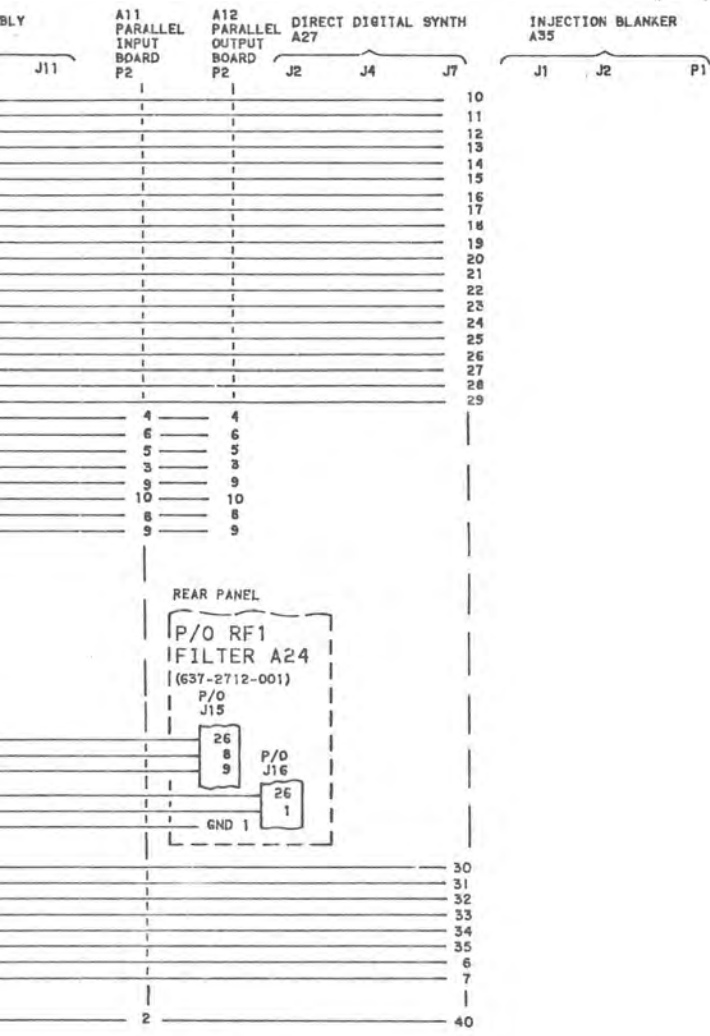 BLY
A11
PARALLEL
INPUT
BOARD
P2
A12
PARALLEL
OUTPUT
BOARD
P2
DIRECT DIGITAL SYNTH
A27
INJECTION BLANKER
A35
J11
J2 J4 J7
J1 J2 P1
10
11
12
13
14
15
16
17
18
19
20
21
22
23
24
25
26
27
28
29
4 4
6 6
5 5
3 3
9 9
10 10
8 8
9 9
REAR PANEL
P/O RF1
FILTER A24
(637-2712-001)
P/O
J15
26
8
9
P/O
J16
26
1
GND 1
30
31
32
33
34
35
6
7
2 40